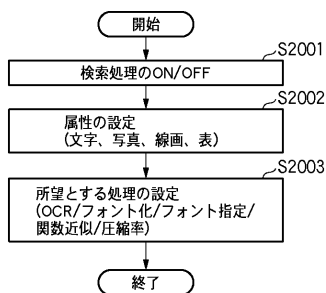 開始
S2001
検索処理のON/OFF
S2002
属性の設定
(文字、写真、線画、表)
S2003
所望とする処理の設定
(OCR/フォント化/フォント指定/
関数近似/圧縮率)
終了